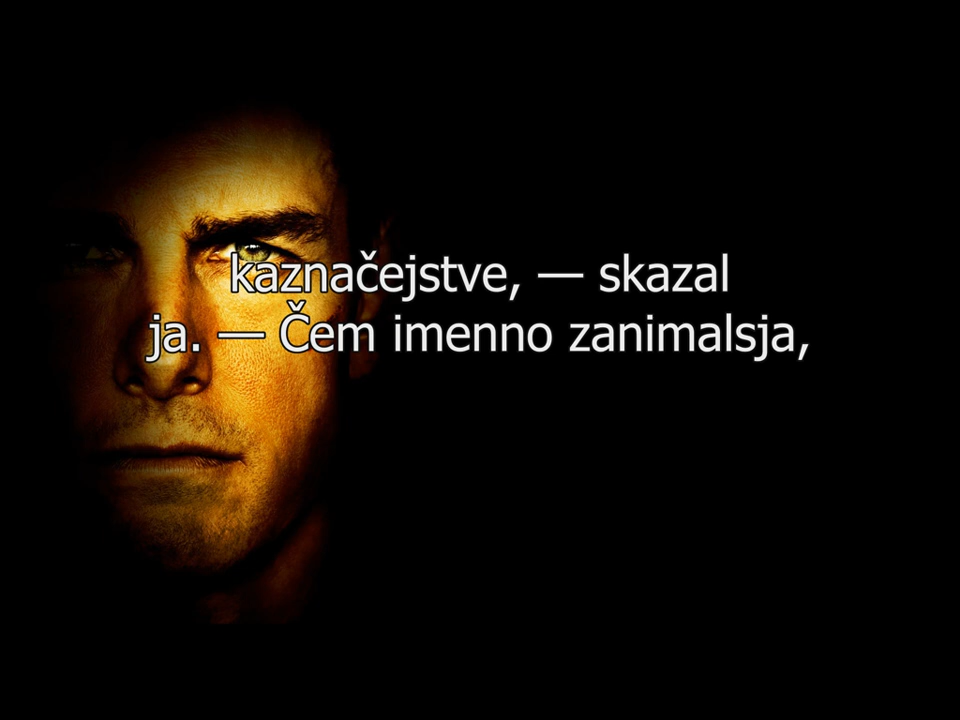 kaznačejstve, — skazal
ja. — Čem imenno zanimalsja,